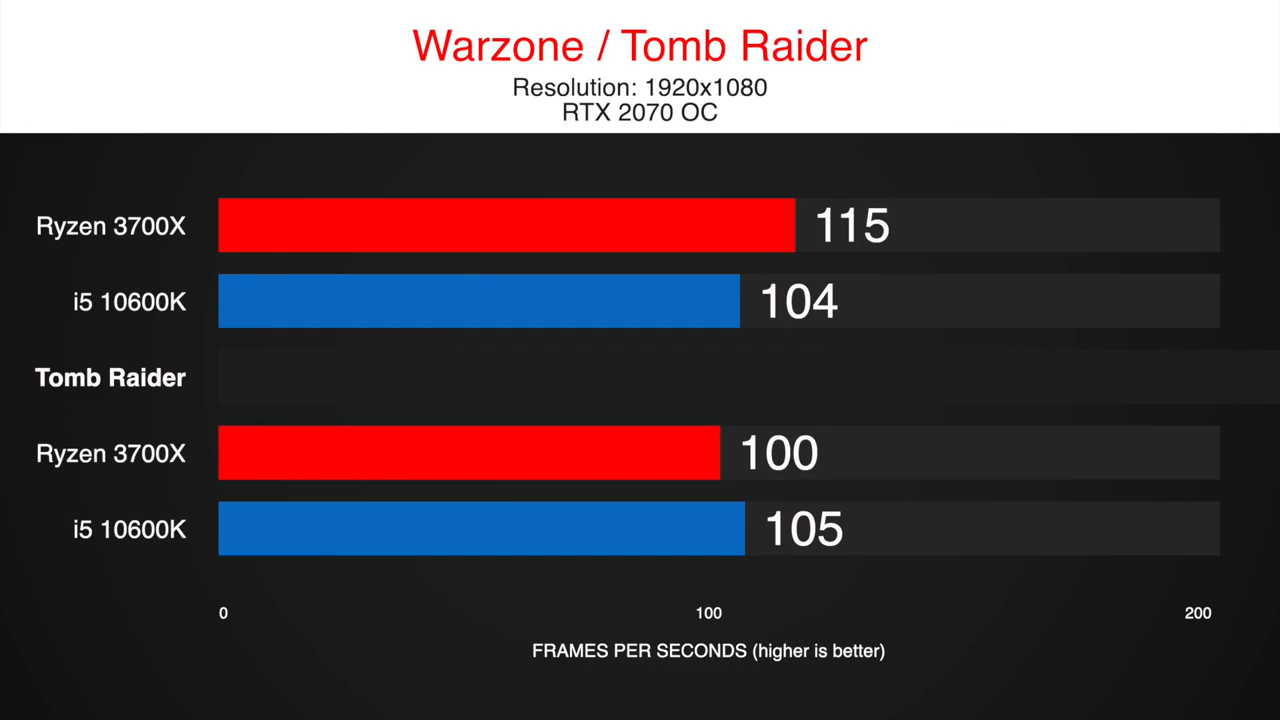 Warzone / Tomb Raider
Resolution: 1920x1080
RTX 2070 OC
Ryzen 3700X 115
i5 10600K 104
Tomb Raider
Ryzen 3700X 100
i5 10600K 105
0 100 200
FRAMES PER SECONDS (higher is better)